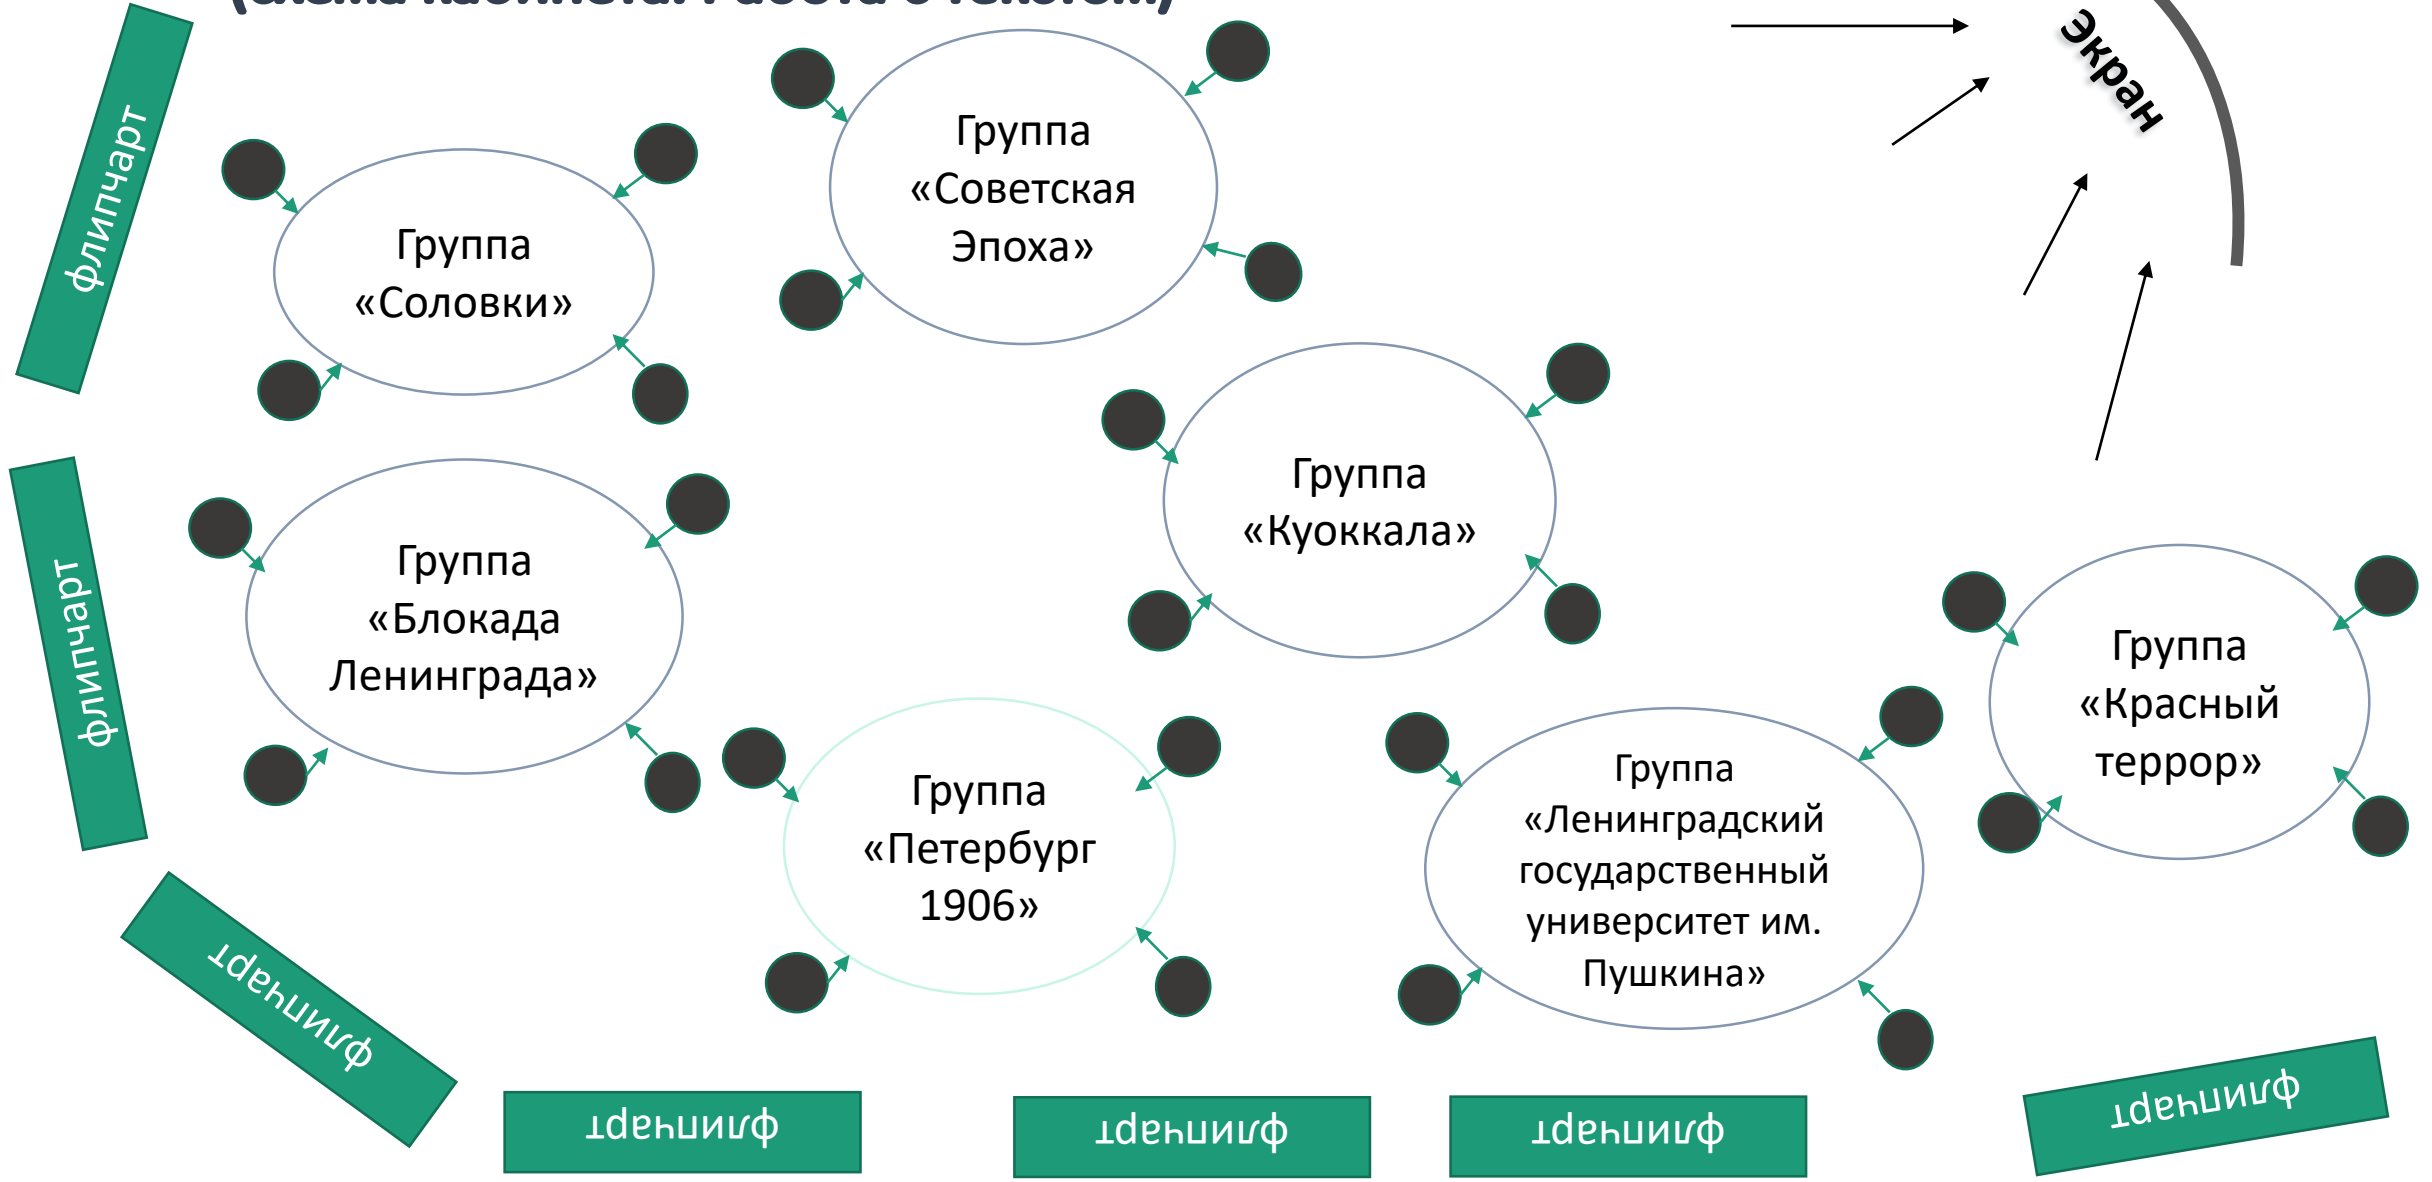 Экран
флипчарт
Группа
«Советская
Эпоха»
Группа
«Соловки»
Группа
«Куоккала»
флипчарт
Группа
«Блокада
Ленинграда»
Группа
«Красный
террор»
Группа
«Петербург
1906»
Группа
«Ленинградский
государственный
университет им.
Пушкина»
флипчарт
флипчарт
флипчарт
флипчарт
флипчарт